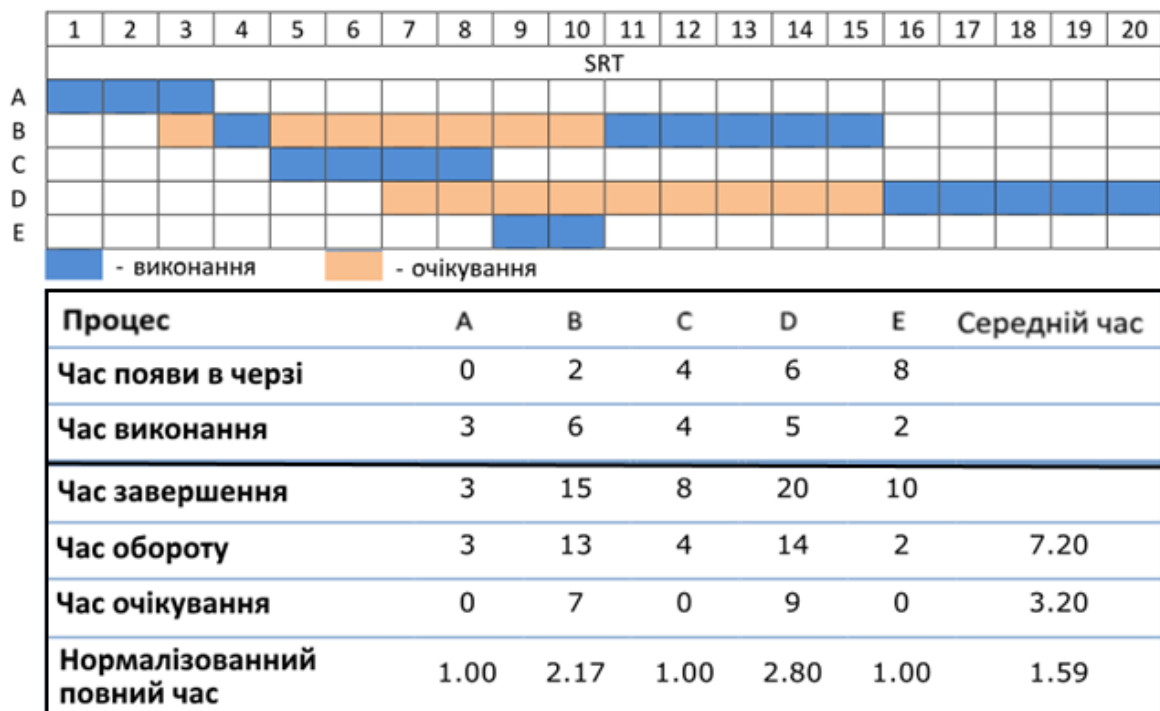 1 2 3 4 5 6 7 8 9 10 11 12 13 14 15 16 17 18 19 20
SRT
A
B
C
D
E
- виконання - очікування
Процес A B C D E Середній час
Час появи в черзі 0 2 4 6 8
Час виконання 3 6 4 5 2
Час завершення 3 15 8 20 10
Час обороту 3 13 4 14 2 7.20
Час очікування 0 7 0 9 0 3.20
Нормалізованний
повний час 1.00 2.17 1.00 2.80 1.00 1.59